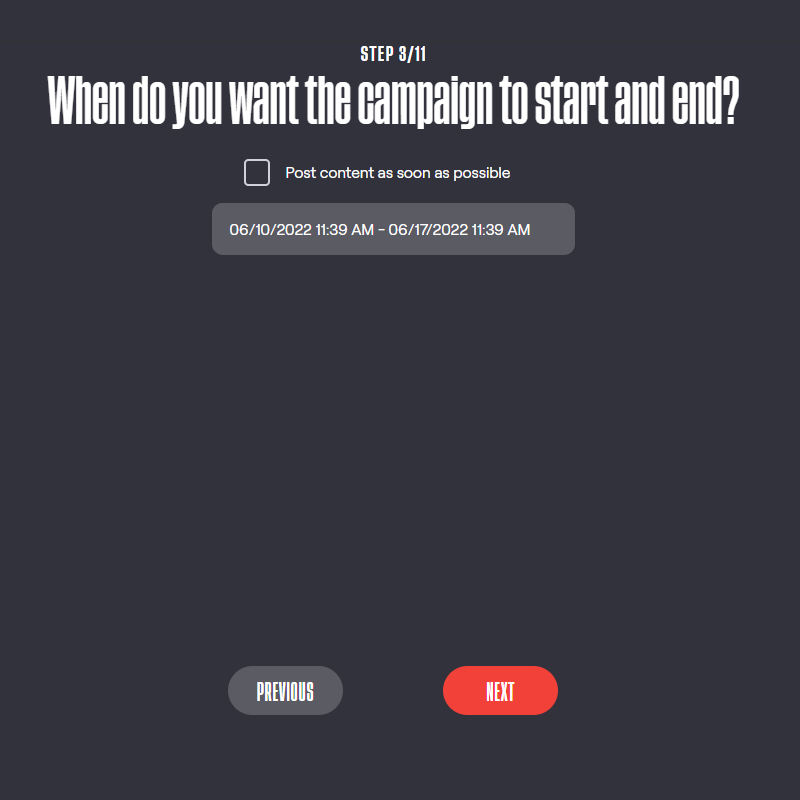 STEP 3/11
When do you want the campaign to start and end?
Post content as soon as possible
06/10/2022 11:39 AM - 06/17/2022 11:39 AM
PREVIOUS
NEXT